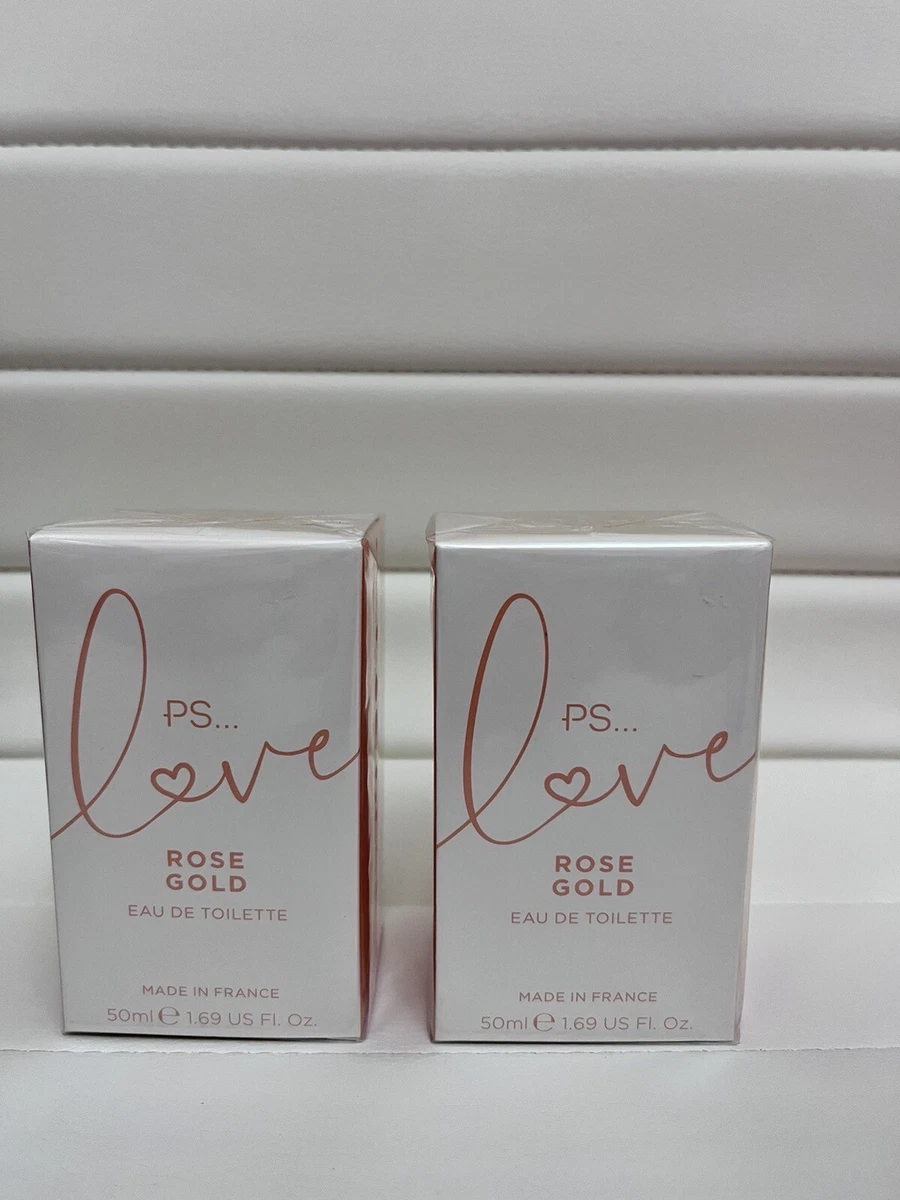 PS...
love
ROSE
GOLD
EAU DE TOILETTE
MADE IN FRANCE
50ml ℮ 1.69 US Fl. Oz.
PS...
love
ROSE
GOLD
EAU DE TOILETTE
MADE IN FRANCE
50ml ℮ 1.69 US Fl. Oz.